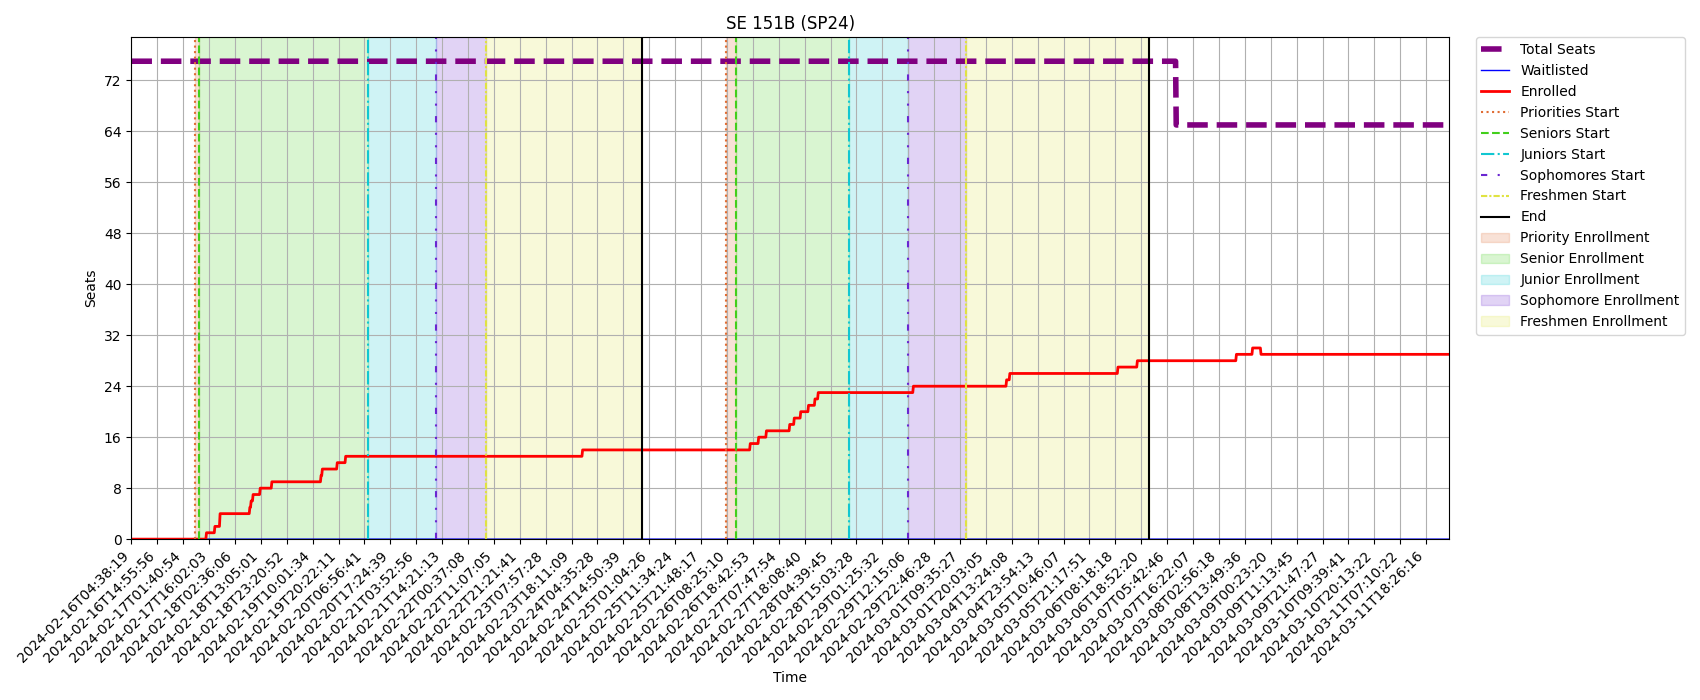 SE 151B (SP24)
Seats
72
64
56
48
40
32
24
16
8
0
2024-02-16T04:38:19
2024-02-16T14:55:56
2024-02-17T01:40:54
2024-02-17T16:02:03
2024-02-18T02:36:06
2024-02-18T13:05:01
2024-02-18T23:20:52
2024-02-19T10:01:34
2024-02-19T20:22:11
2024-02-20T06:56:41
2024-02-20T17:24:39
2024-02-21T03:52:56
2024-02-21T14:21:13
2024-02-22T00:37:08
2024-02-22T11:07:05
2024-02-22T21:21:41
2024-02-23T07:57:28
2024-02-23T18:11:09
2024-02-24T04:35:28
2024-02-24T14:50:39
2024-02-25T01:04:26
2024-02-25T11:34:24
2024-02-25T21:48:17
2024-02-26T08:25:10
2024-02-26T18:42:53
2024-02-27T07:47:54
2024-02-27T18:08:40
2024-02-28T04:39:45
2024-02-28T15:03:28
2024-02-29T01:25:32
2024-02-29T12:15:06
2024-02-29T22:46:28
2024-03-01T09:35:27
2024-03-01T20:03:05
2024-03-04T13:24:08
2024-03-04T23:54:13
2024-03-05T10:46:07
2024-03-05T21:17:51
2024-03-06T08:18:18
2024-03-06T18:52:20
2024-03-07T05:42:46
2024-03-07T16:22:07
2024-03-08T02:56:18
2024-03-08T13:49:36
2024-03-09T00:23:20
2024-03-09T11:13:45
2024-03-09T21:47:27
2024-03-10T09:39:41
2024-03-10T20:13:22
2024-03-11T07:10:22
2024-03-11T18:26:16
Time
Total Seats
Waitlisted
Enrolled
Priorities Start
Seniors Start
Juniors Start
Sophomores Start
Freshmen Start
End
Priority Enrollment
Senior Enrollment
Junior Enrollment
Sophomore Enrollment
Freshmen Enrollment